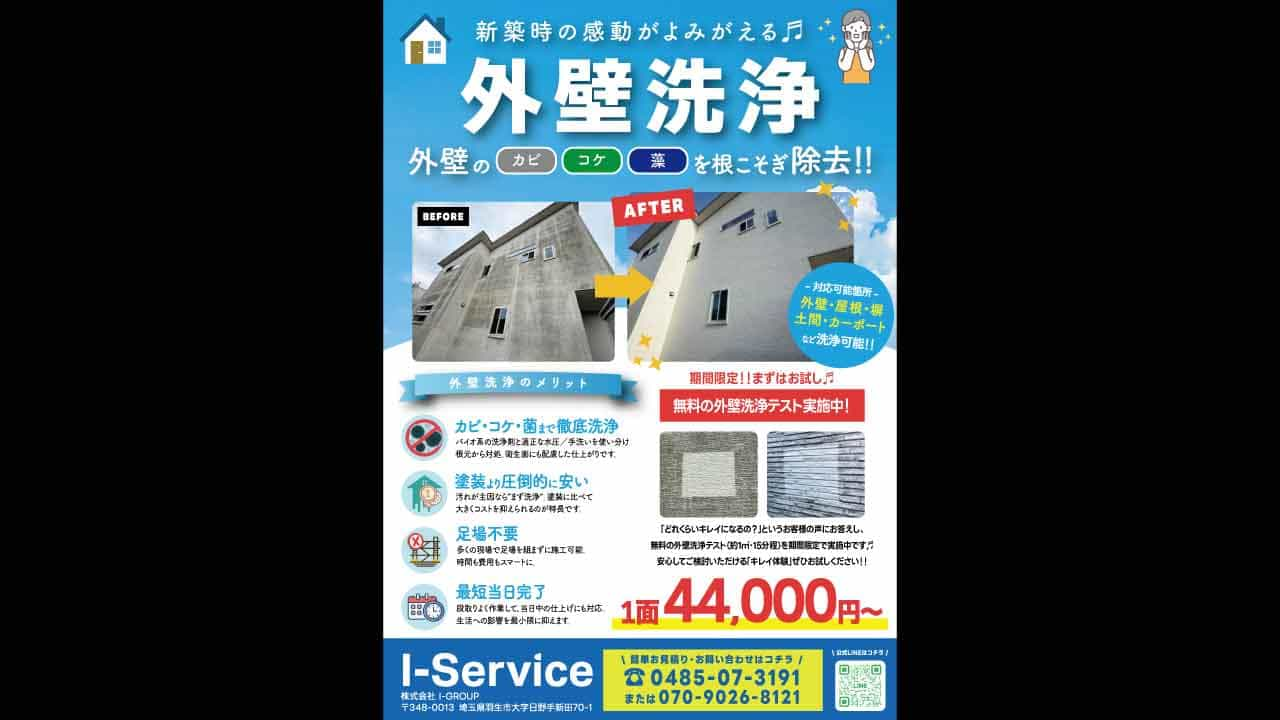 新築時の感動がよみがえる♬
外壁洗浄
外壁の カビ コケ 藻 を根こそぎ除去!!
BEFORE
AFTER
- 対応可能箇所 -
外壁・屋根・塀
土間・カーポート
など洗浄可能!!
外壁洗浄のメリット
カビ・コケ・菌まで徹底洗浄
バイオ系の洗浄剤と適正な水圧／手洗いを使い分け
根元から対処。衛生面にも配慮した仕上がりです。
塗装より圧倒的に安い
汚れが主因なら"まず洗浄"。塗装に比べて
大きくコストを抑えられるのが特長です。
足場不要
多くの現場で足場を組まずに施工可能。
時間も費用もスマートに。
最短当日完了
段取りよく作業して、当日中の仕上げにも対応。
生活への影響を最小限に抑えます。
期間限定!!まずはお試し♬
無料の外壁洗浄テスト実施中!
「どれくらいキレイになるの？」というお客様の声にお答えし、
無料の外壁洗浄テスト(約1㎡・15分程)を期間限定で実施中です♬
安心してご検討いただける「キレイ体験」ぜひお試しください!!
1面 44,000円〜
I-Service
株式会社 I-GROUP
〒348-0013 埼玉県羽生市大字日野手新田70-1
\ 簡単お見積り・お問い合わせはコチラ /
☎0485-07-3191
または 070-9026-8121
\ 公式LINEはコチラ /
LINE